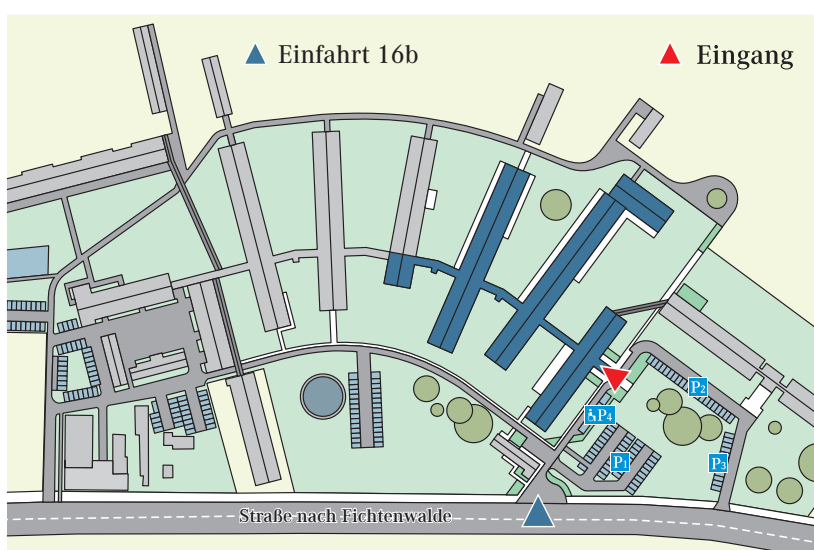 Einfahrt 16b
Eingang
P2
P4
P1
P3
Straße nach Fichtenwalde